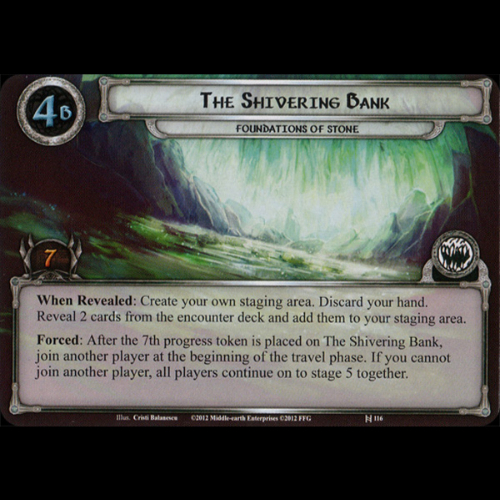 4B
THE SHIVERING BANK
FOUNDATIONS OF STONE
7
When Revealed: Create your own staging area. Discard your hand.
Reveal 2 cards from the encounter deck and add them to your staging area.
Forced: After the 7th progress token is placed on The Shivering Bank,
join another player at the beginning of the travel phase. If you cannot
join another player, all players continue on to stage 5 together.
Illus. Cristi Balanescu ©2012 Middle-earth Enterprises ©2012 FFG 116